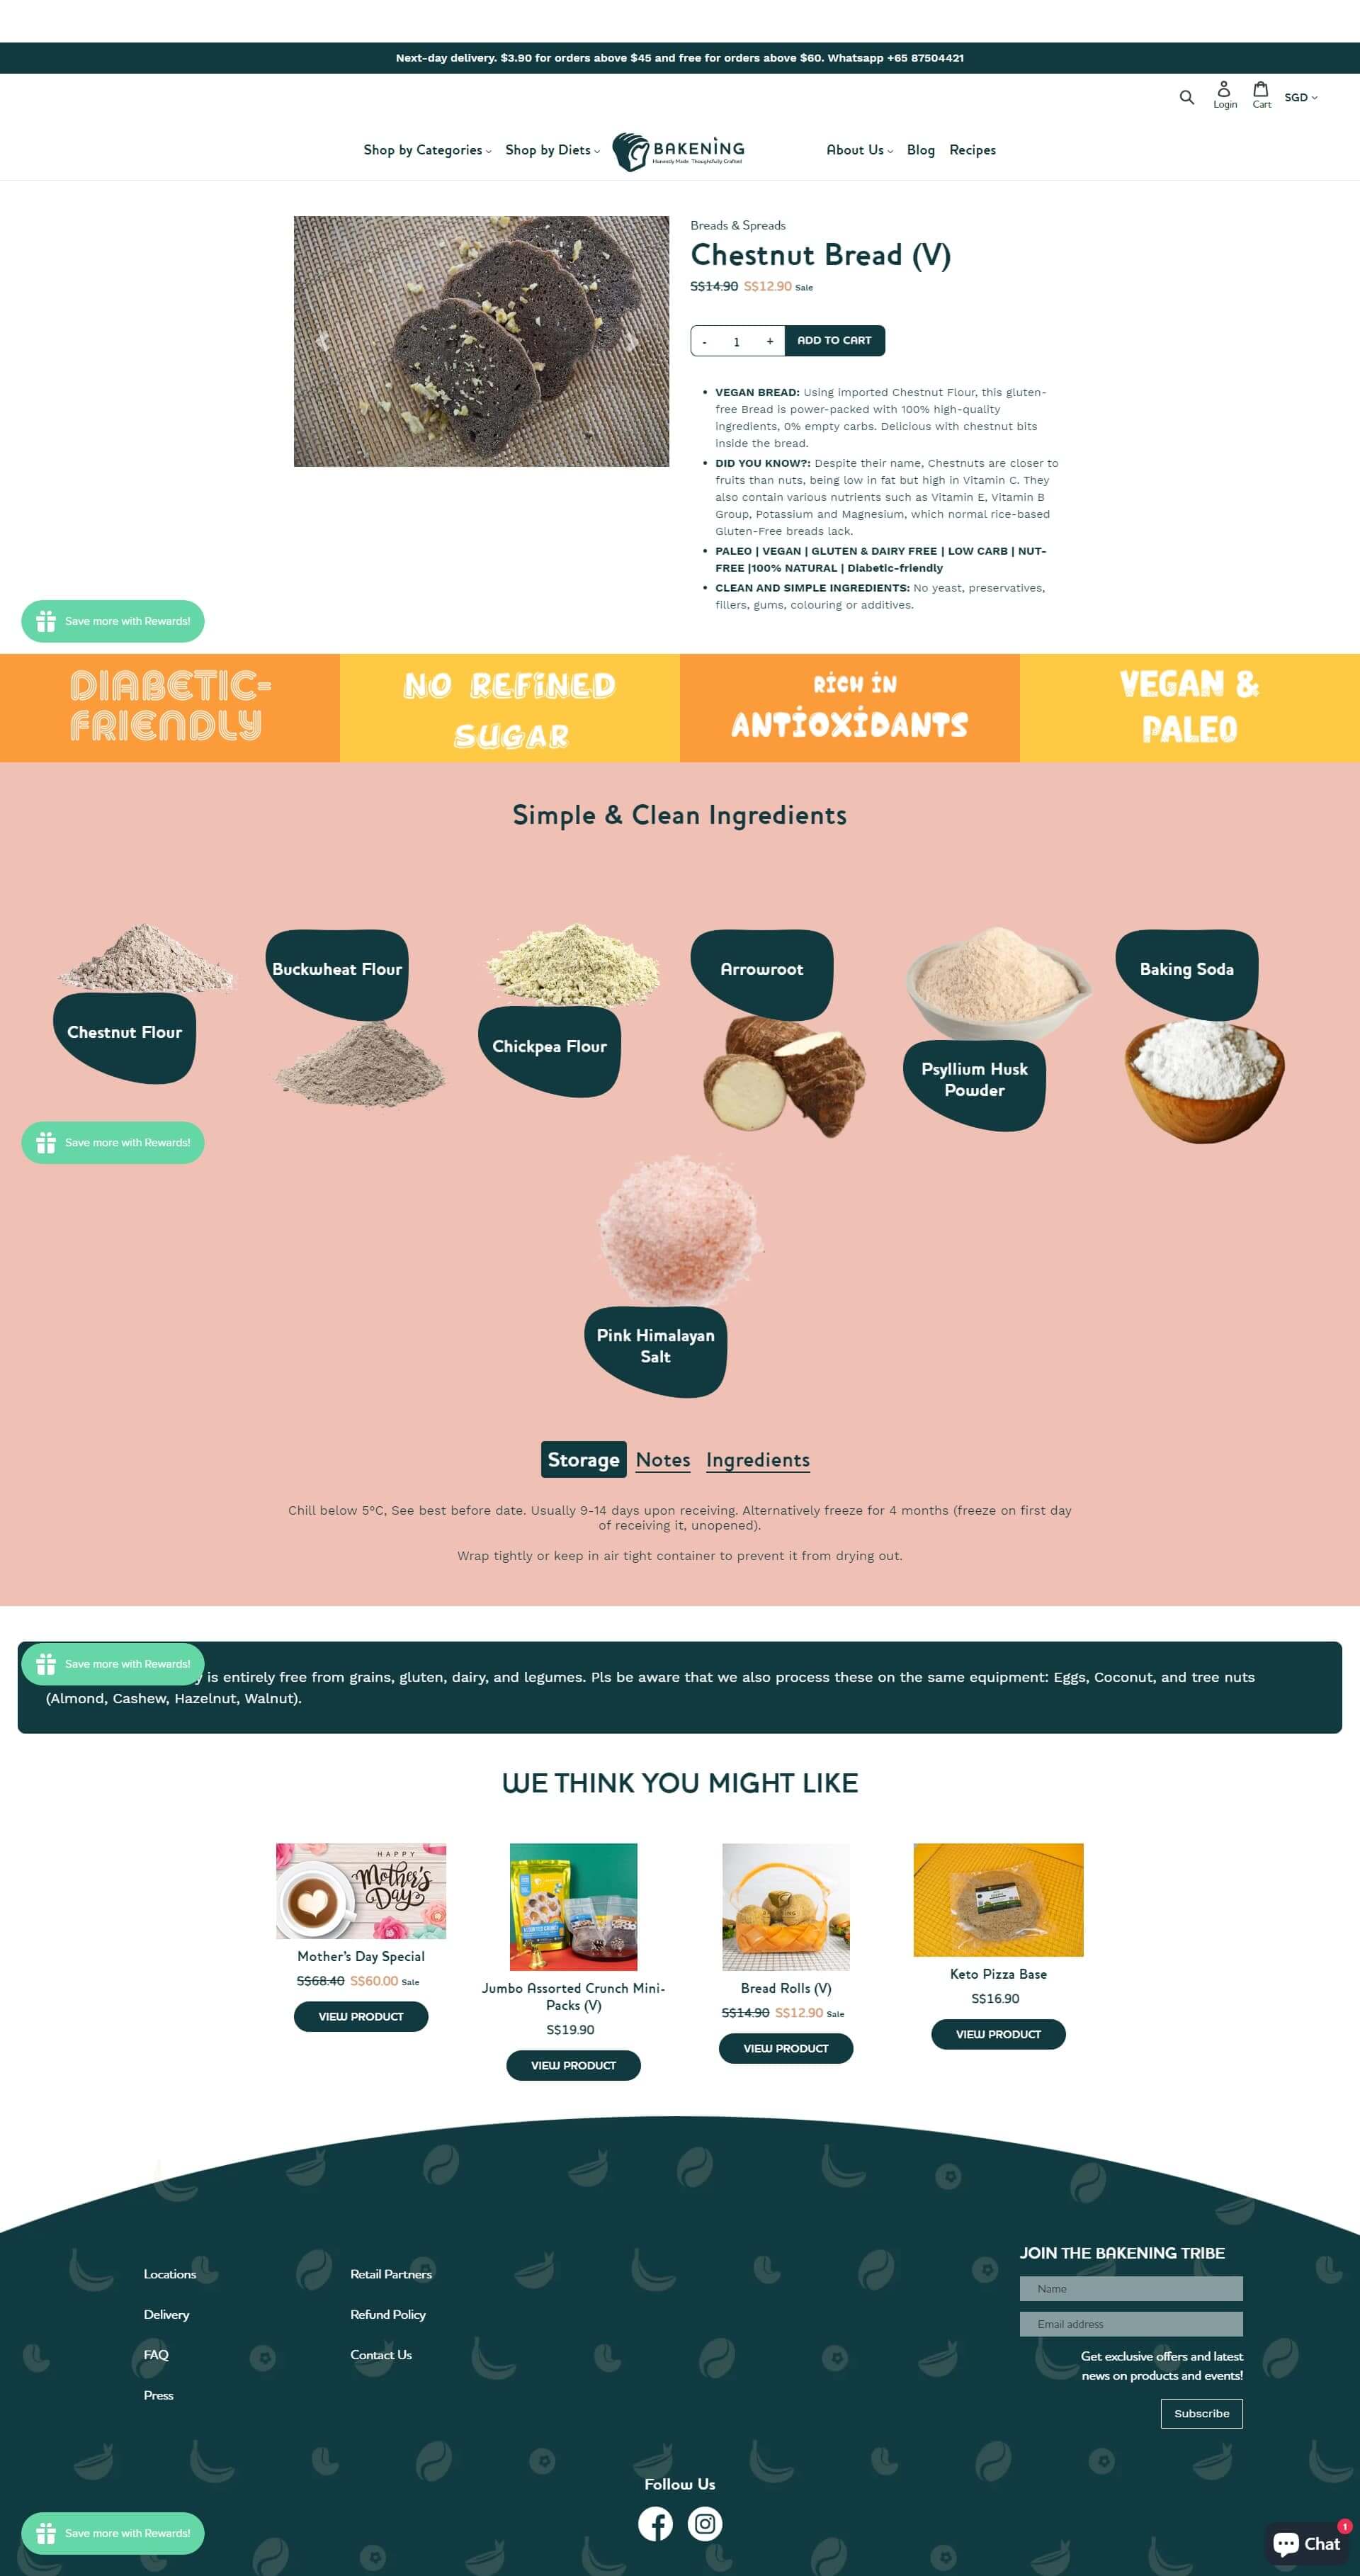 Next-day delivery. $3.90 for orders above $45 and free for orders above $60. Whatsapp +65 87504421
Login
Cart
SGD
Shop by Categories
Shop by Diets
BAKENING
Heavenly Made Thoughtfully Crafted
About Us
Blog
Recipes
Breads & Spreads
Chestnut Bread (V)
S$14.90 S$12.90 Sale
- 1 + ADD TO CART
• VEGAN BREAD: Using imported Chestnut Flour, this gluten-
free Bread is power-packed with 100% high-quality
ingredients, 0% empty carbs. Delicious with chestnut bits
inside the bread.
• DID YOU KNOW?: Despite their name, Chestnuts are closer to
fruits than nuts, being low in fat but high in Vitamin C. They
also contain various nutrients such as Vitamin E, Vitamin B
Group, Potassium and Magnesium, which normal rice-based
Gluten-Free breads lack.
• PALEO | VEGAN | GLUTEN & DAIRY FREE | LOW CARB | NUT-
FREE |100% NATURAL | Diabetic-friendly
• CLEAN AND SIMPLE INGREDIENTS: No yeast, preservatives,
fillers, gums, colouring or additives.
Save more with Rewards!
DIABETIC-
FRIENDLY
NO REFINED
SUGAR
RICH IN
ANTIOXIDANTS
VEGAN &
PALEO
Simple & Clean Ingredients
Chestnut Flour
Buckwheat Flour
Chickpea Flour
Arrowroot
Psyllium Husk
Powder
Baking Soda
Save more with Rewards!
Pink Himalayan
Salt
Storage
Notes
Ingredients
Chill below 5°C, See best before date. Usually 9-14 days upon receiving. Alternatively freeze for 4 months (freeze on first day
of receiving it, unopened).
Wrap tightly or keep in air tight container to prevent it from drying out.
Save more with Rewards!
is entirely free from grains, gluten, dairy, and legumes. Pls be aware that we also process these on the same equipment: Eggs, Coconut, and tree nuts
(Almond, Cashew, Hazelnut, Walnut).
WE THINK YOU MIGHT LIKE
HAPPY
Mother's
Day
Mother's Day Special
S$68.40 S$60.00 Sale
VIEW PRODUCT
Jumbo Assorted Crunch Mini-
Packs (V)
S$19.90
VIEW PRODUCT
BAKENING
Bread Rolls (V)
S$14.90 S$12.90 Sale
VIEW PRODUCT
Keto Pizza Base
S$16.90
VIEW PRODUCT
Locations
Delivery
FAQ
Press
Retail Partners
Refund Policy
Contact Us
JOIN THE BAKENING TRIBE
Name
Email address
Get exclusive offers and latest
news on products and events!
Subscribe
Follow Us
Save more with Rewards!
1
Chat